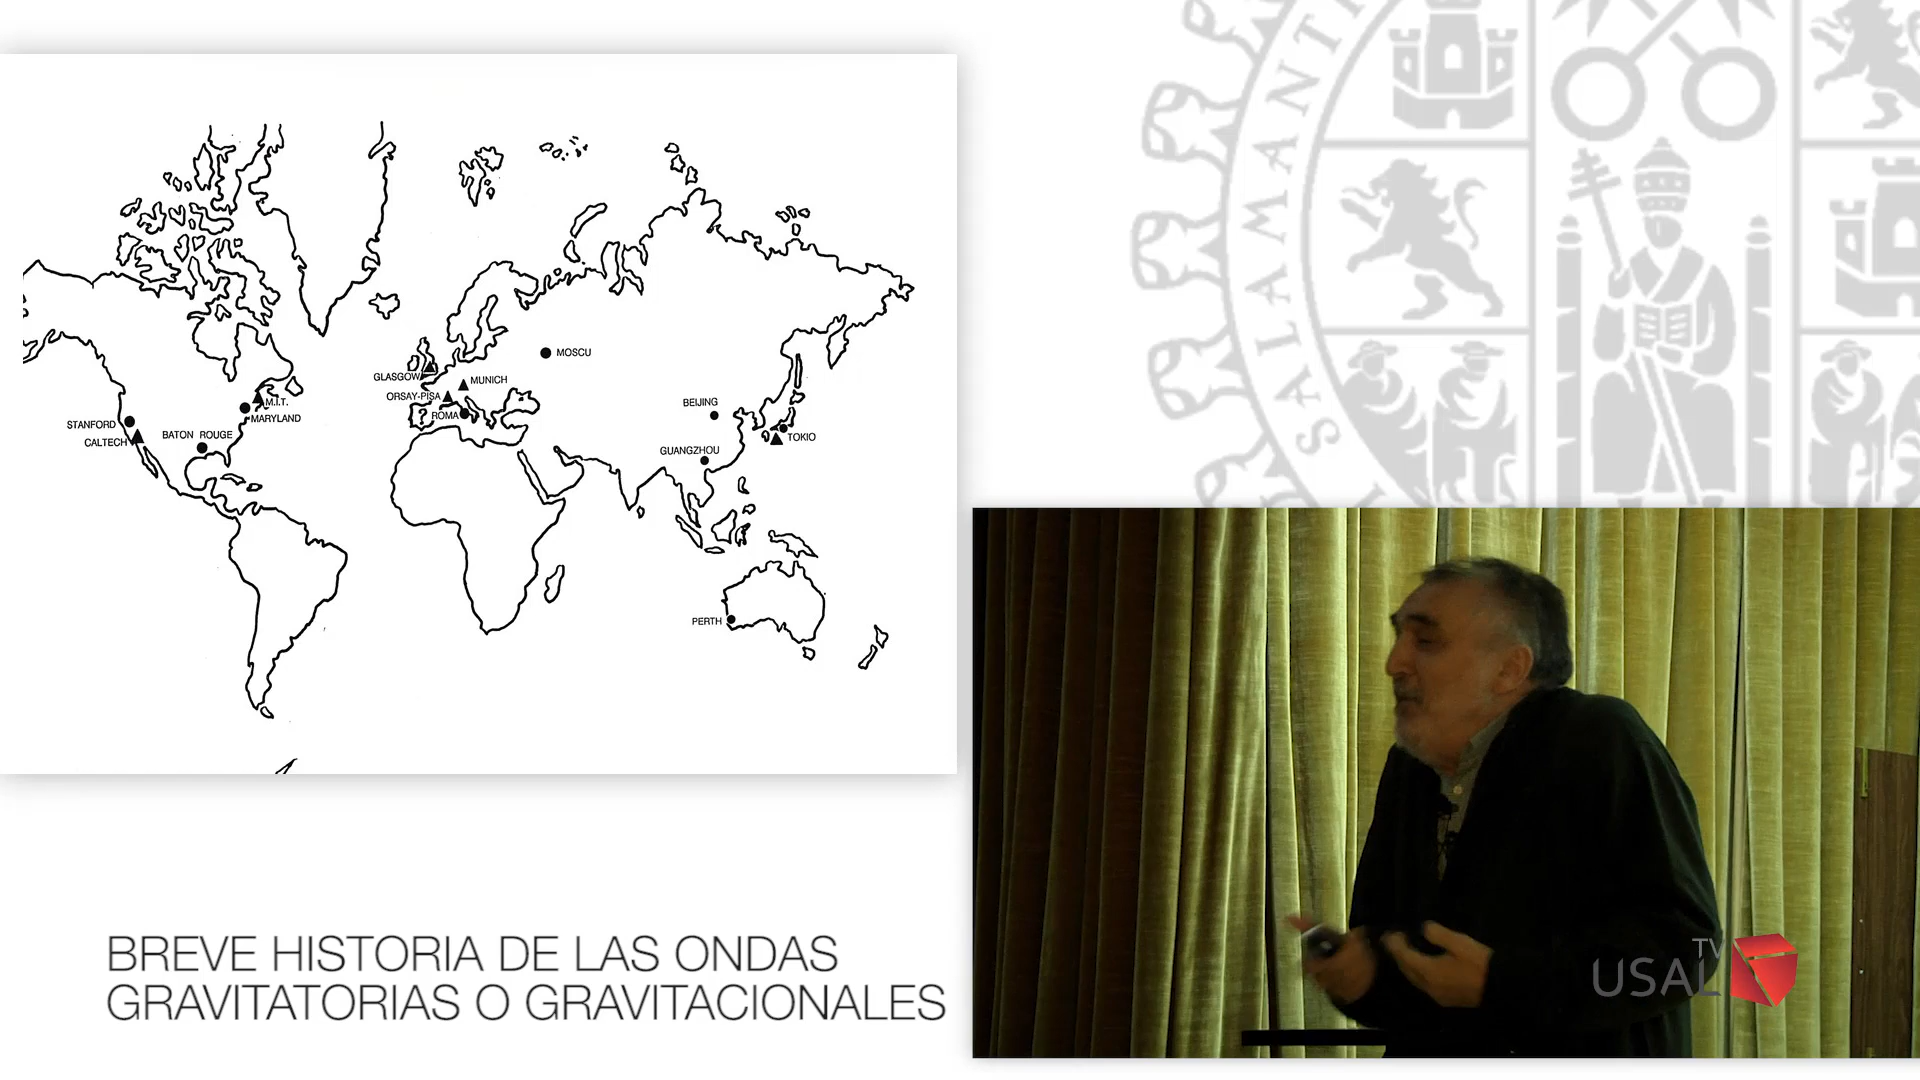 MOSCU
GLASGOW
MUNICH
ORSAY-PISA
M.I.T.
BEIJING
? ROMA
MARYLAND
STANFORD
BATON ROUGE
TOKIO
CALTECH
GUANGZHOU
PERTH
BREVE HISTORIA DE LAS ONDAS
GRAVITATORIAS O GRAVITACIONALES
SALAMANTI
TV
USAL